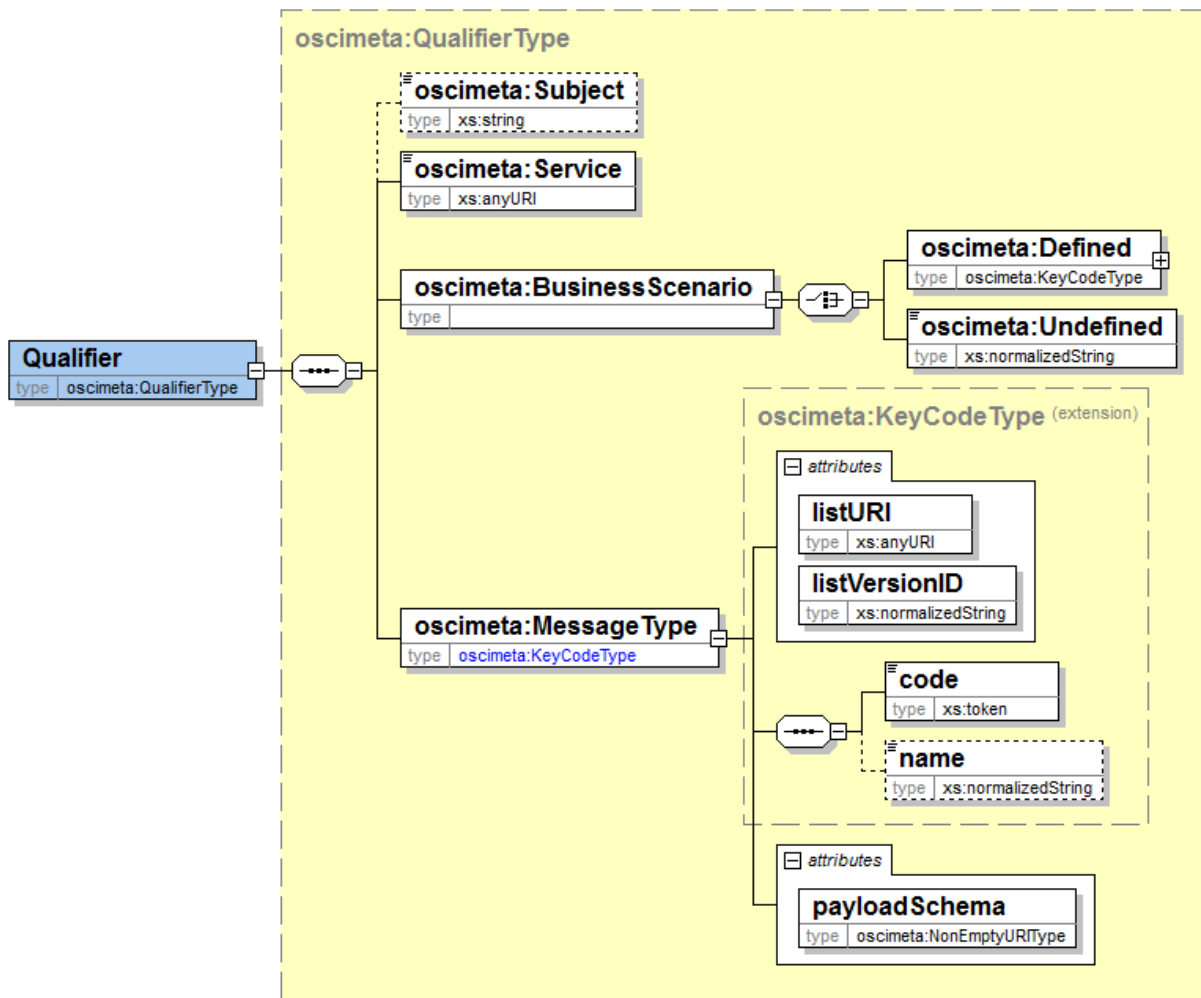 oscimeta:QualifierType
oscimeta:Subject
type xs:string
oscimeta:Service
type xs:anyURI
oscimeta:BusinessScenario
type
oscimeta:Defined
type oscimeta:KeyCodeType
oscimeta:Undefined
type xs:normalizedString
Qualifier
type oscimeta:QualifierType
oscimeta:KeyCodeType (extension)
attributes
listURI
type xs:anyURI
listVersionID
type xs:normalizedString
oscimeta:MessageType
type oscimeta:KeyCodeType
code
type xs:token
name
type xs:normalizedString
attributes
payloadSchema
type oscimeta:NonEmptyURIType